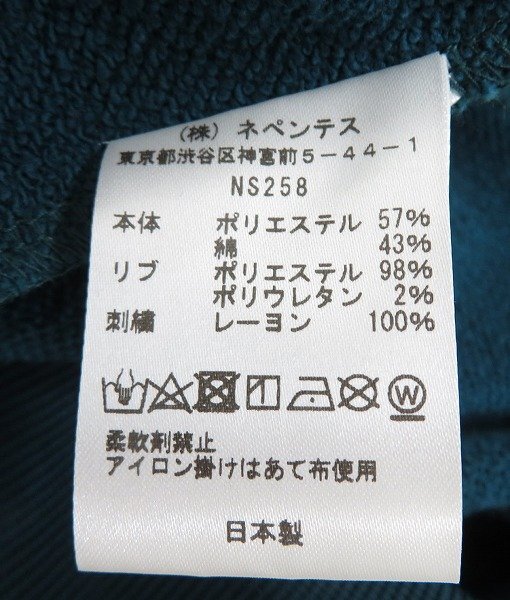 （株）ネペンテス
東京都渋谷区神宮前5-44-1
NS258
本体 ポリエステル 57%
綿 43%
リブ ポリエステル 98%
ポリウレタン 2%
刺繍 レーヨン 100%
W
柔軟剤禁止
アイロン掛けはあて布使用
日本製